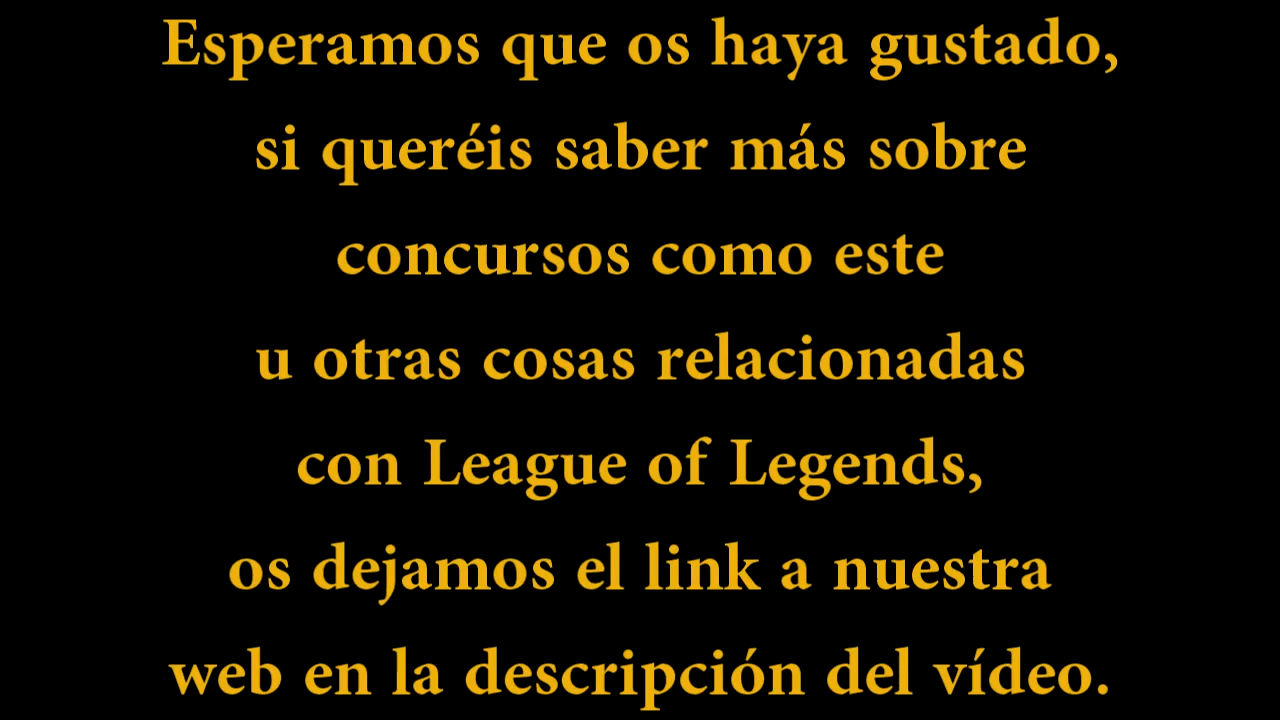 Esperamos que os haya gustado,
si queréis saber más sobre
concursos como este
u otras cosas relacionadas
con League of Legends,
os dejamos el link a nuestra
web en la descripción del vídeo.